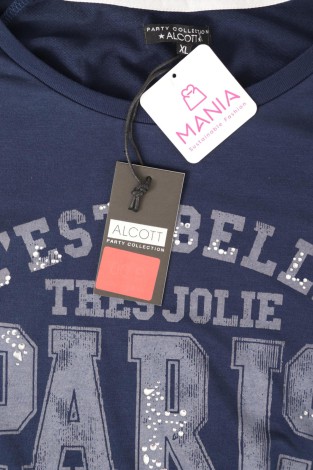 PARTY COLLECTION
★ALCOTT
XL
MANIA
Sustainable Fashion
ALCOTT
PARTY COLLECTION
C'EST BELLE
TRES JOLIE
PARIS